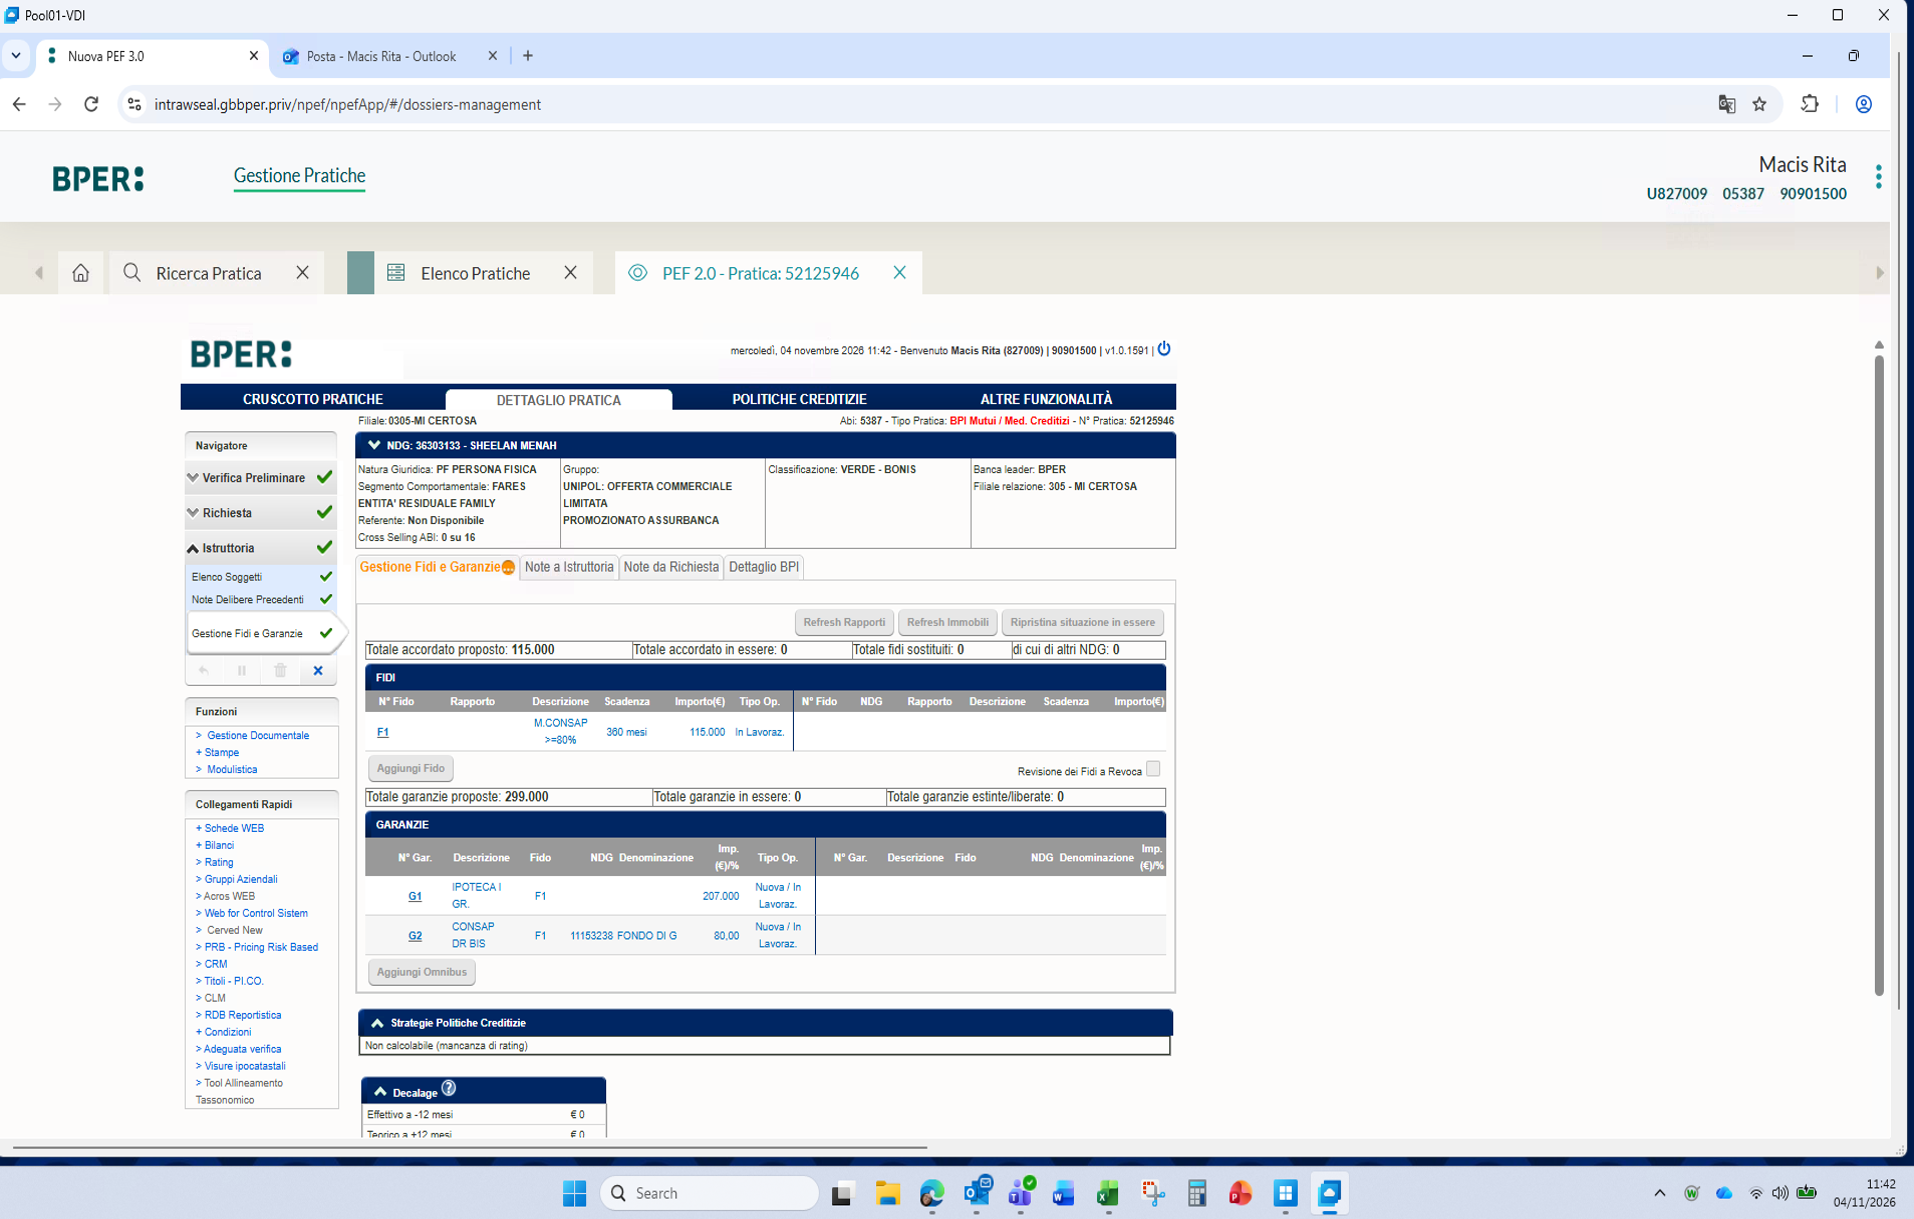 Pool01-VDI
Nuova PEF 3.0
Posta - Macis Rita - Outlook
intrawseal.gbbper.priv/npef/npefApp/#/dossiers-management
BPER:
Gestione Pratiche
Macis Rita
U827009 05387 90901500
Ricerca Pratica
Elenco Pratiche
PEF 2.0 - Pratica: 52125946
BPER:
mercoledì, 04 novembre 2026 11:42 - Benvenuto Macis Rita (827009) | 90901500 | v1.0.1591 |
CRUSCOTTO PRATICHE DETTAGLIO PRATICA POLITICHE CREDITIZIE ALTRE FUNZIONALITÀ
Filiale: 0305-MI CERTOSA Abi: 5387 - Tipo Pratica: BPI Mutui / Med. Creditizi - N° Pratica: 52125946
Navigatore
Verifica Preliminare
Richiesta
Istruttoria
Elenco Soggetti
Note Delibere Precedenti
Gestione Fidi e Garanzie
Funzioni
> Gestione Documentale
+ Stampe
> Modulistica
Collegamenti Rapidi
+ Schede WEB
+ Bilanci
> Rating
> Gruppi Aziendali
> Acros WEB
> Web for Control Sistem
> Cerved New
> PRB - Pricing Risk Based
> CRM
> Titoli - PI.CO.
> CLM
> RDB Reportistica
+ Condizioni
> Adeguata verifica
> Visure ipocatastali
> Tool Allineamento
Tassonomico
NDG: 36303133 - SHEELAN MENAH
Natura Giuridica: PF PERSONA FISICA
Segmento Comportamentale: FARES
ENTITA' RESIDUALE FAMILY
Referente: Non Disponibile
Cross Selling ABI: 0 su 16
Gruppo:
UNIPOL: OFFERTA COMMERCIALE
LIMITATA
PROMOZIONATO ASSURBANCA
Classificazione: VERDE - BONIS
Banca leader: BPER
Filiale relazione: 305 - MI CERTOSA
Gestione Fidi e Garanzie Note a Istruttoria Note da Richiesta Dettaglio BPI
Refresh Rapporti Refresh Immobili Ripristina situazione in essere
Totale accordato proposto: 115.000 Totale accordato in essere: 0 Totale fidi sostituiti: 0 di cui di altri NDG: 0
FIDI
N° Fido Rapporto Descrizione Scadenza Importo(€) Tipo Op. N° Fido NDG Rapporto Descrizione Scadenza Importo(€)
F1 M.CONSAP >=80% 360 mesi 115.000 In Lavoraz.
Aggiungi Fido
Revisione dei Fidi a Revoca
Totale garanzie proposte: 299.000 Totale garanzie in essere: 0 Totale garanzie estinte/liberate: 0
GARANZIE
N° Gar. Descrizione Fido NDG Denominazione Imp. (€)/% Tipo Op. N° Gar. Descrizione Fido NDG Denominazione Imp. (€)/%
G1 IPOTECA I GR. F1 207.000 Nuova / In Lavoraz.
G2 CONSAP DR BIS F1 11153238 FONDO DI G 80,00 Nuova / In Lavoraz.
Aggiungi Omnibus
Strategie Politiche Creditizie
Non calcolabile (mancanza di rating)
Decalage ?
Effettivo a -12 mesi € 0
Teorico a +12 mesi € 0
Search
11:42
04/11/2026